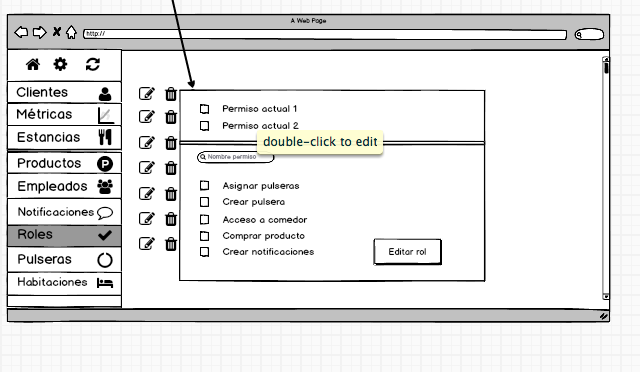 A Web Page
http://
Clientes
Métricas
Estancias
Productos
Empleados
Notificaciones
Roles
Pulseras
Habitaciones
Permiso actual 1
Permiso actual 2
double-click to edit
Nombre permiso
Asignar pulseras
Crear pulsera
Acceso a comedor
Comprar producto
Crear notificaciones
Editar rol